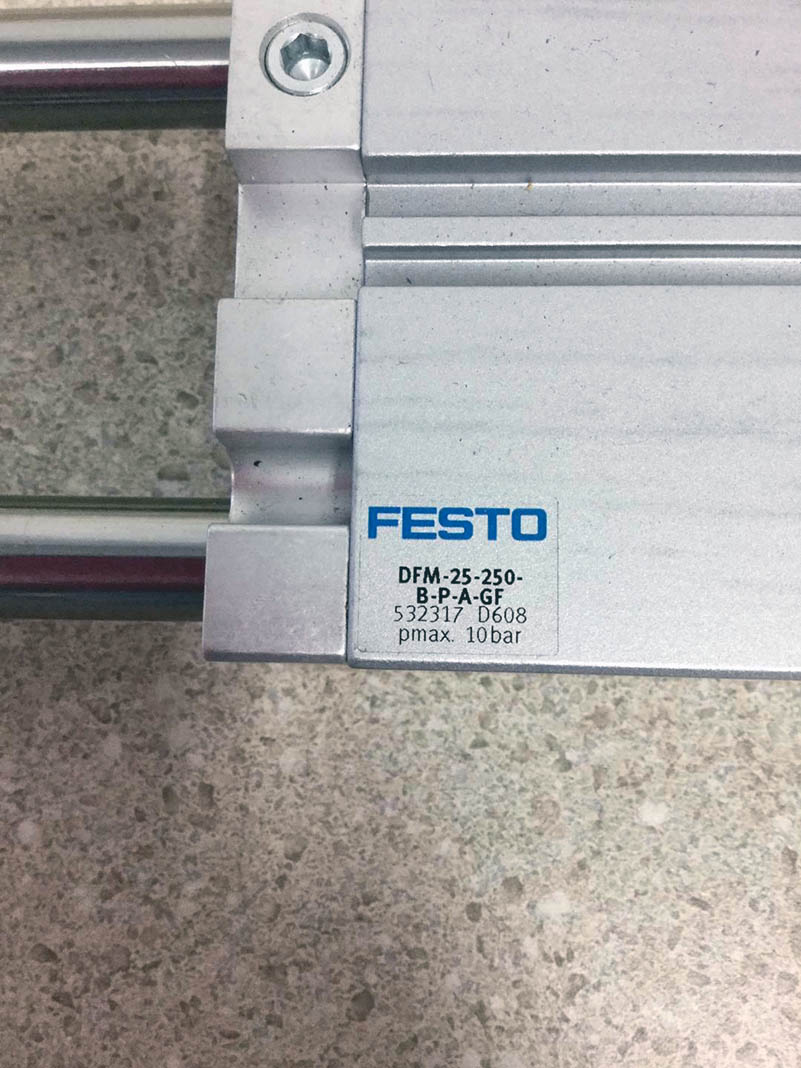 FESTO
DFM-25-250-
B-P-A-GF
532317 D608
pmax. 10bar